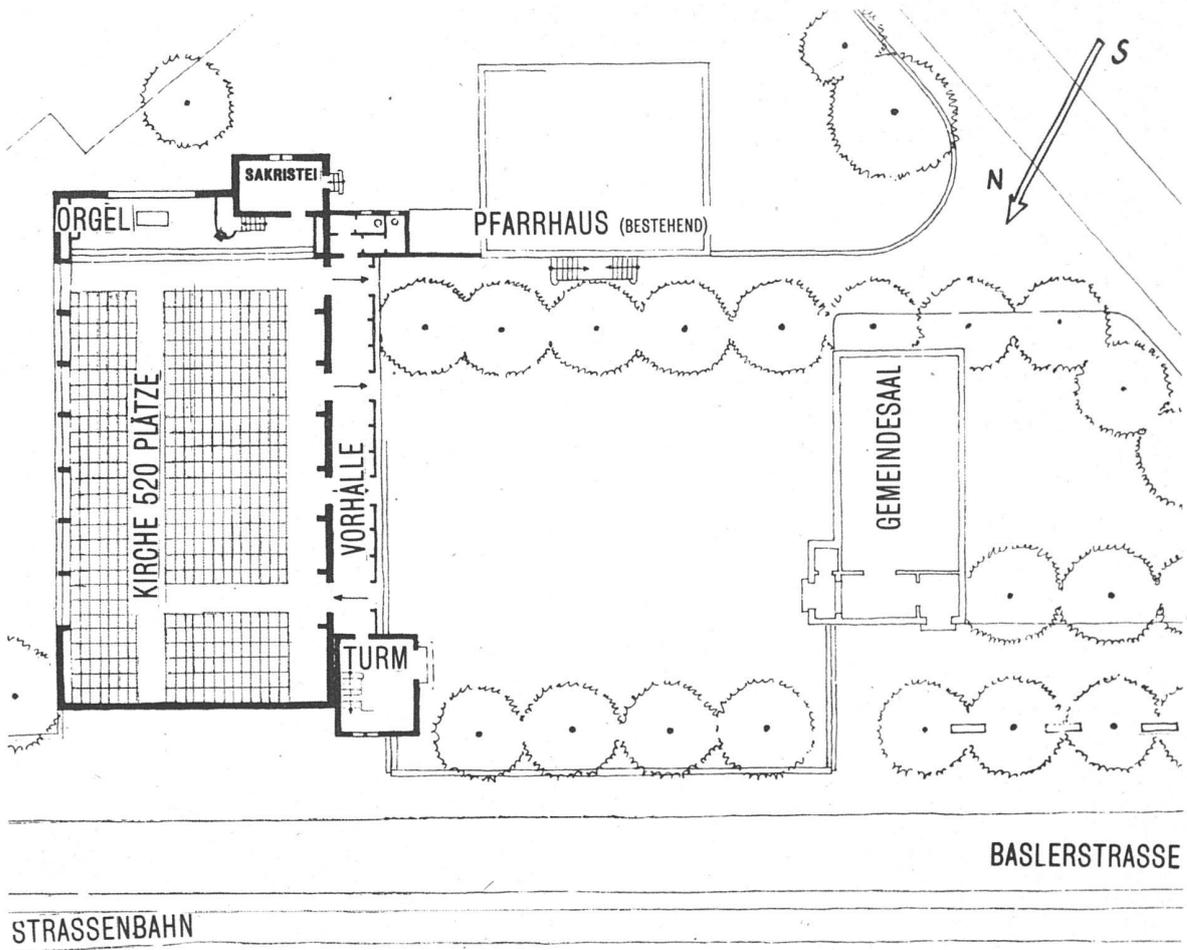 S
N
SAKRISTEI
ORGEL
PFARRHAUS (BESTEHEND)
KIRCHE 520 PLÄTZE
VORHALLE
GEMEINDESAAL
TURM
BASLERSTRASSE
STRASSENBAHN